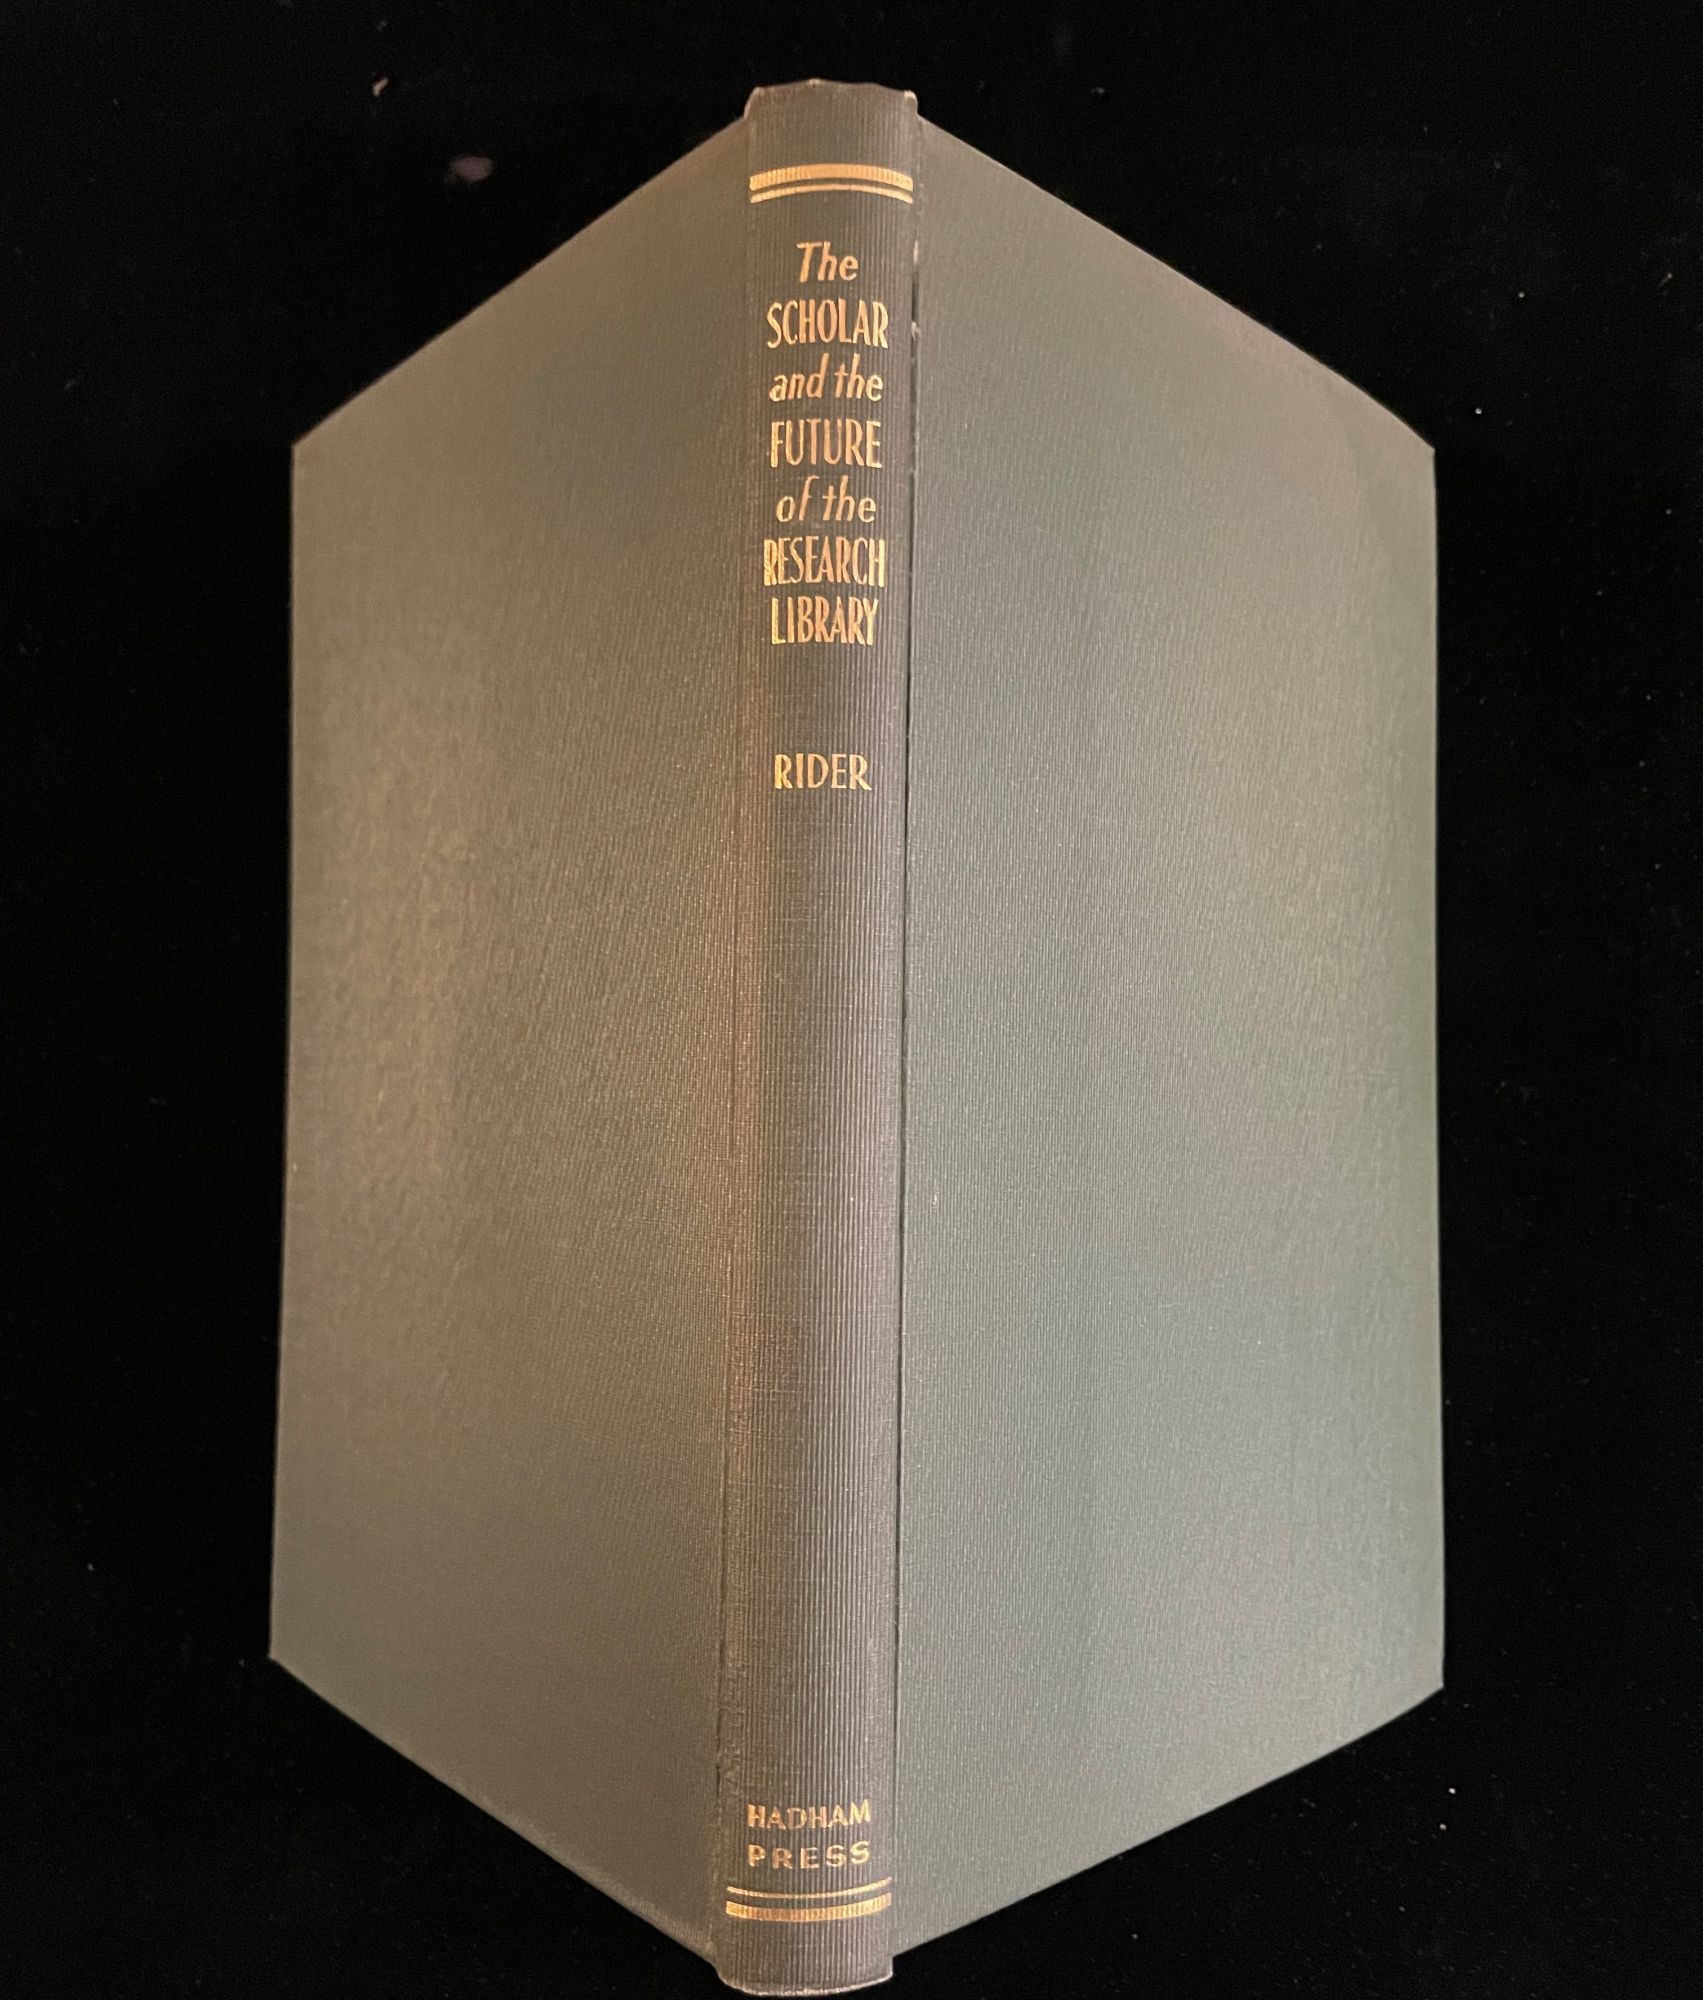 The
SCHOLAR
and the
FUTURE
of the
RESEARCH
LIBRARY
RIDER
HADHAM
PRESS